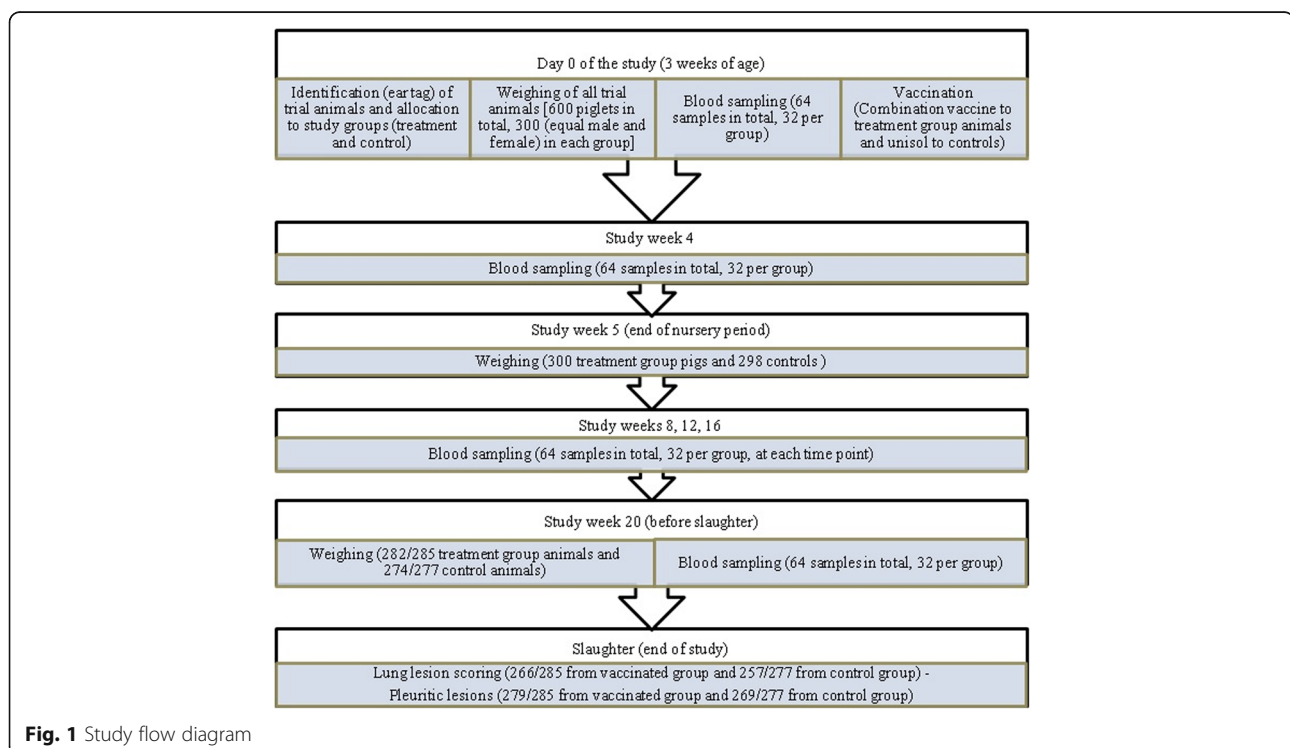 Day 0 of the study (3 weeks of age)
Identification (ear tag) of
trial animals and allocation
to study groups (treatment
and control)
Weighing of all trial
animals [600 piglets in
total, 300 (equal male and
female) in each group]
Blood sampling (64
samples in total, 32 per
group)
Vaccination
(Combination vaccine to
treatment group animals
and unisol to controls)
Study week 4
Blood sampling (64 samples in total, 32 per group)
Study week 5 (end of nursery period)
Weighing (300 treatment group pigs and 298 controls )
Study weeks 8, 12, 16
Blood sampling (64 samples in total, 32 per group, at each time point)
Study week 20 (before slaughter)
Weighing (282/285 treatment group animals and
274/277 control animals)
Blood sampling (64 samples in total, 32 per group)
Slaughter (end of study)
Lung lesion scoring (266/285 from vaccinated group and 257/277 from control group) -
Pleuritic lesions (279/285 from vaccinated group and 269/277 from control group)
Fig. 1 Study flow diagram